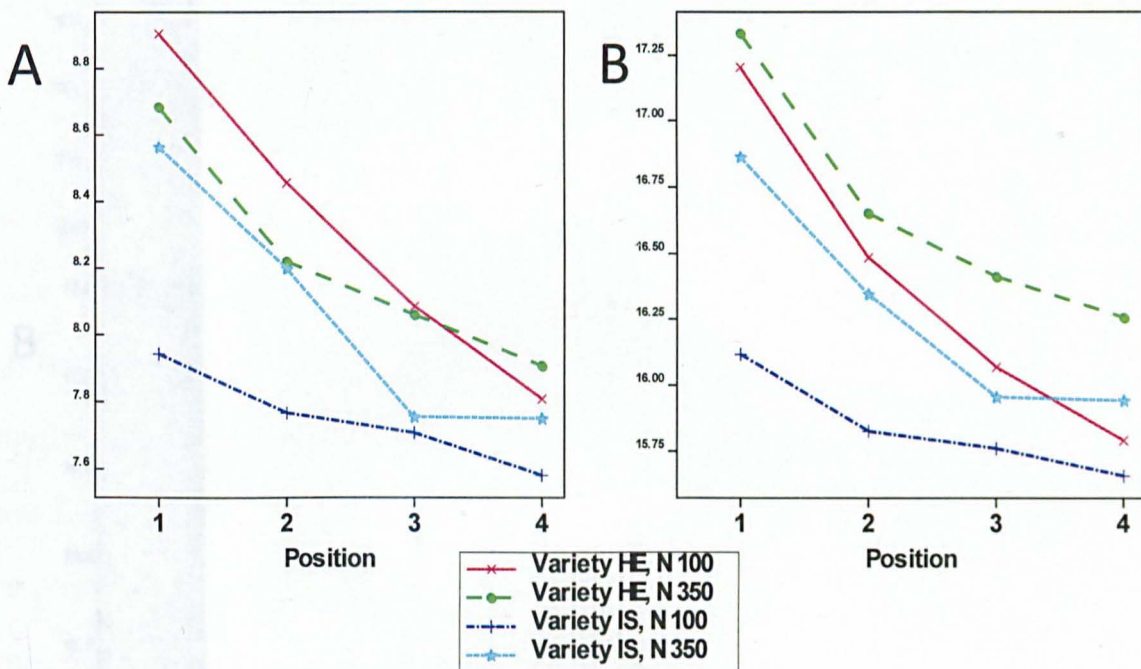 A
8.8
8.6
8.4
8.2
8.0
7.8
7.6
1 2 3 4
Position
B
17.25
17.00
16.75
16.50
16.25
16.00
15.75
1 2 3 4
Position
Variety HE, N 100
Variety HE, N 350
Variety IS, N 100
Variety IS, N 350